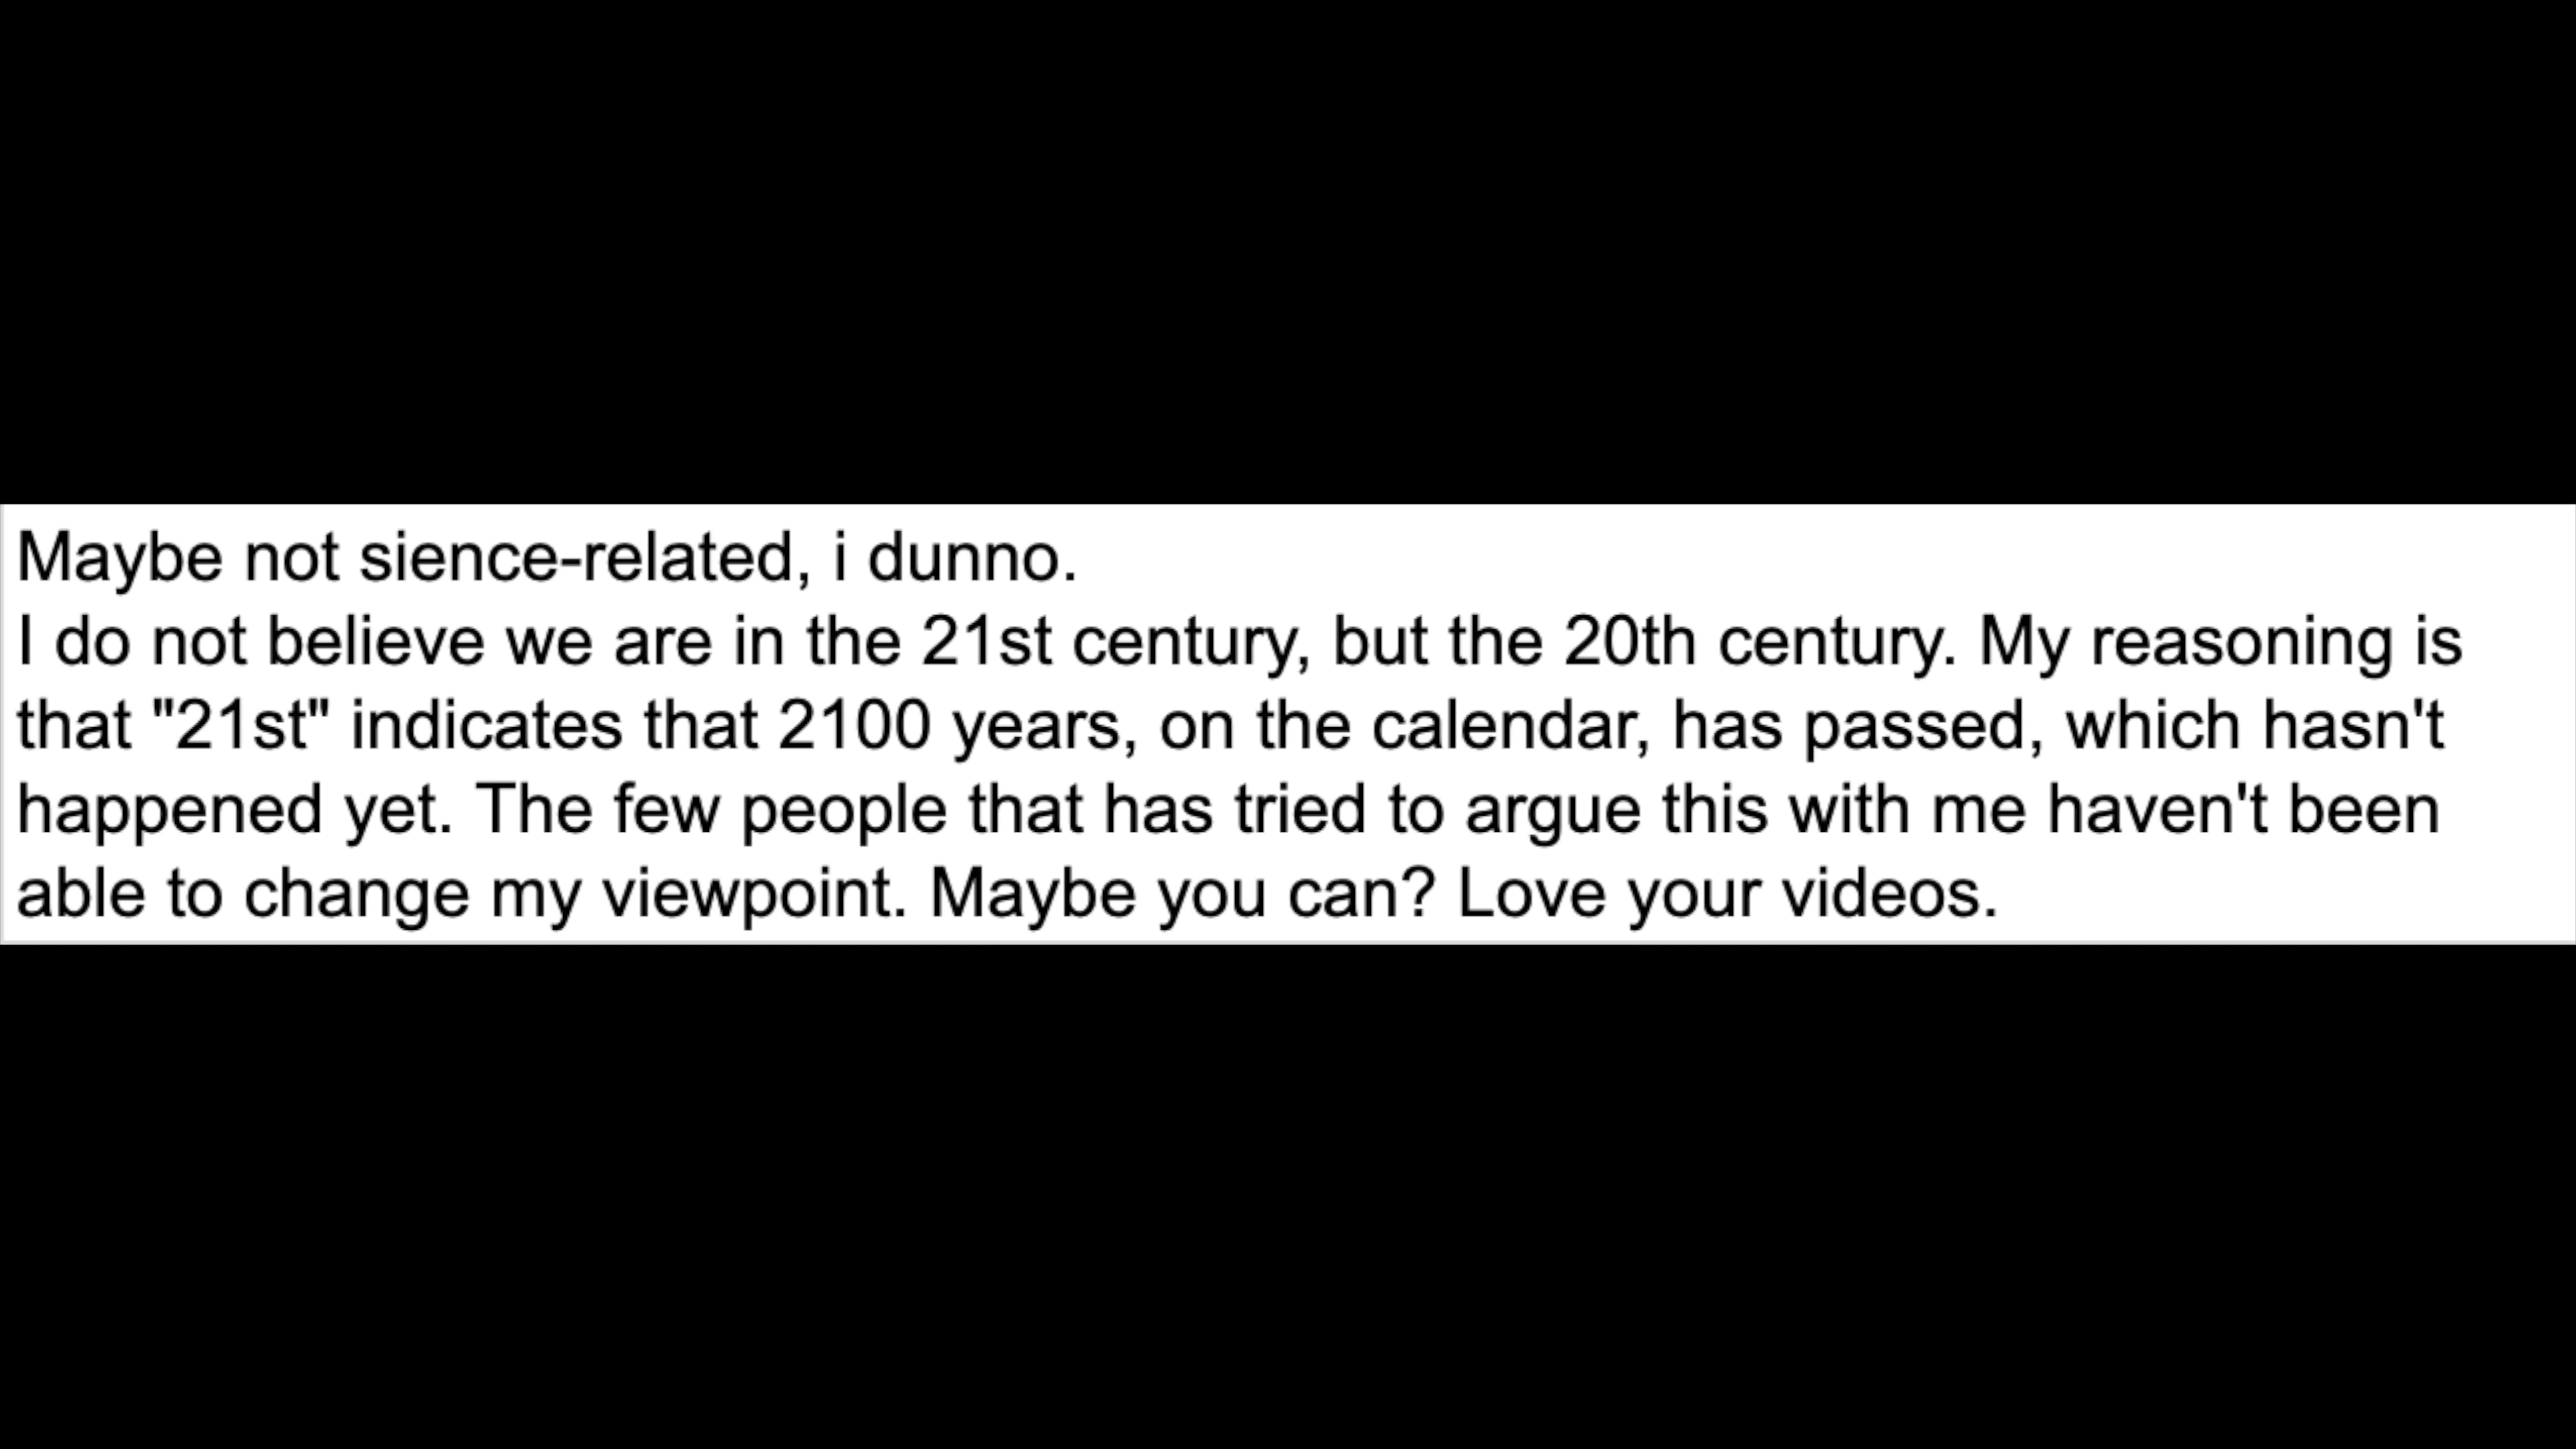 Maybe not sience-related, i dunno.
I do not believe we are in the 21st century, but the 20th century. My reasoning is
that "21st" indicates that 2100 years, on the calendar, has passed, which hasn't
happened yet. The few people that has tried to argue this with me haven't been
able to change my viewpoint. Maybe you can? Love your videos.